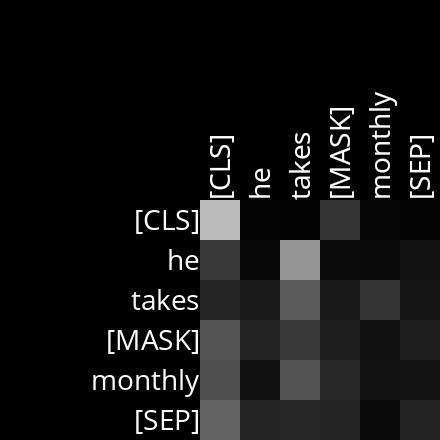 [CLS]
he
takes
[MASK]
monthly
[SEP]
[CLS]
he
takes
[MASK]
monthly
[SEP]